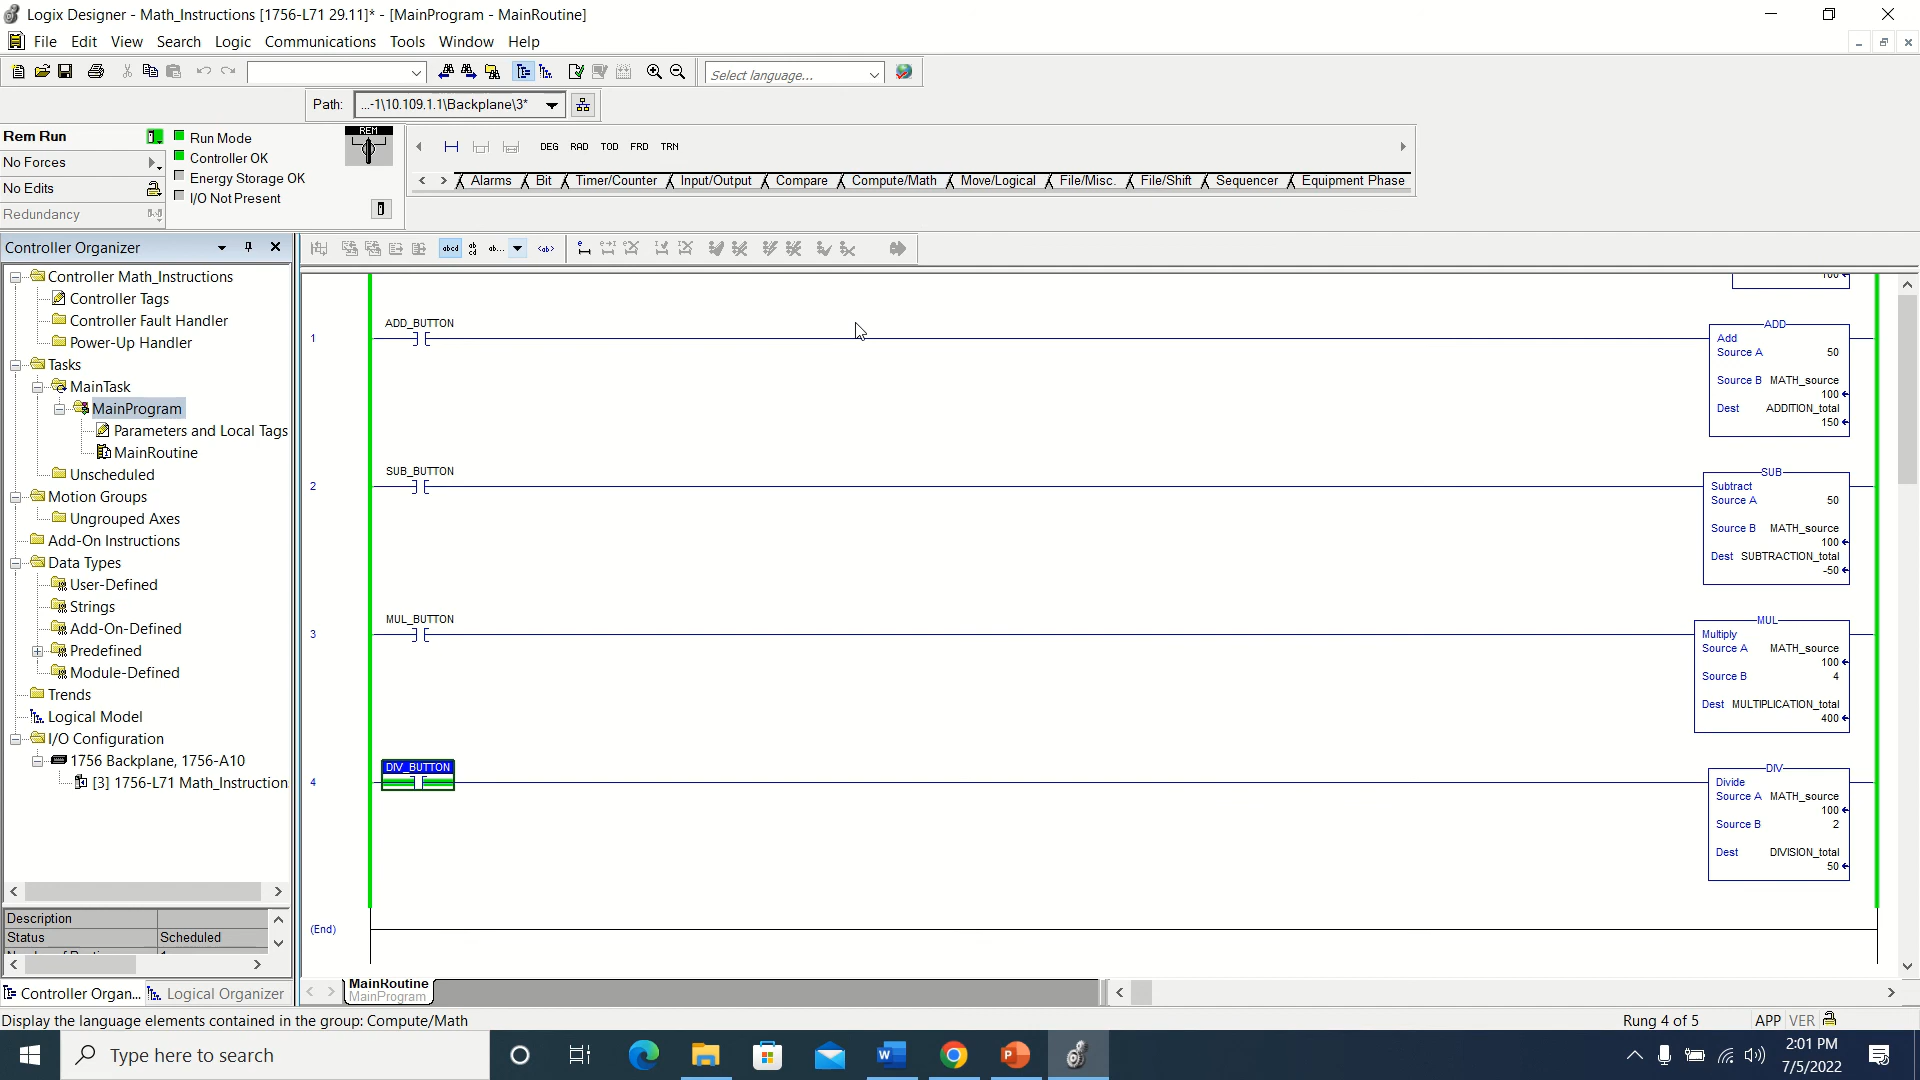 Logix Designer - Math_Instructions [1756-L71 29.11]* - [MainProgram - MainRoutine]
File Edit View Search Logic Communications Tools Window Help
Select language...
Path: ...-1\10.109.1.1\Backplane\3*
Rem Run
No Forces
No Edits
Redundancy
Run Mode
Controller OK
Energy Storage OK
I/O Not Present
REM
DEG RAD TOD FRD TRN
Alarms Bit Timer/Counter Input/Output Compare Compute/Math Move/Logical File/Misc. File/Shift Sequencer Equipment Phase
Controller Organizer
Controller Math_Instructions
Controller Tags
Controller Fault Handler
Power-Up Handler
Tasks
MainTask
MainProgram
Parameters and Local Tags
MainRoutine
Unscheduled
Motion Groups
Ungrouped Axes
Add-On Instructions
Data Types
User-Defined
Strings
Add-On-Defined
Predefined
Module-Defined
Trends
Logical Model
I/O Configuration
1756 Backplane, 1756-A10
[3] 1756-L71 Math_Instruction
Description
Status Scheduled
Controller Organ... Logical Organizer
abcd ab cd ab... <ab>
100
1
ADD_BUTTON
ADD
Add
Source A 50
Source B MATH_source
100
Dest ADDITION_total
150
2
SUB_BUTTON
SUB
Subtract
Source A 50
Source B MATH_source
100
Dest SUBTRACTION_total
-50
3
MUL_BUTTON
MUL
Multiply
Source A MATH_source
100
Source B 4
Dest MULTIPLICATION_total
400
4
DIV_BUTTON
DIV
Divide
Source A MATH_source
100
Source B 2
Dest DIVISION_total
50
(End)
MainRoutine
MainProgram
Display the language elements contained in the group: Compute/Math
Rung 4 of 5 APP VER
Type here to search
2:01 PM
7/5/2022